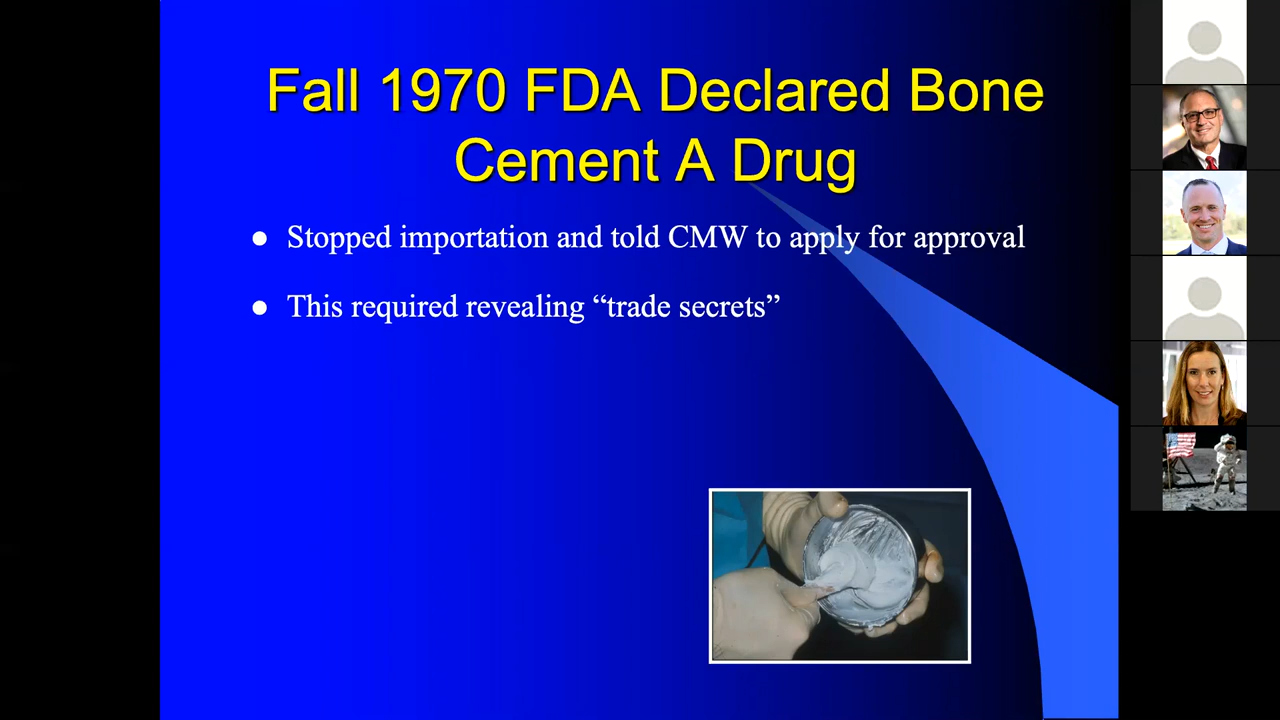 Fall 1970 FDA Declared Bone
Cement A Drug
● Stopped importation and told CMW to apply for approval
● This required revealing “trade secrets”